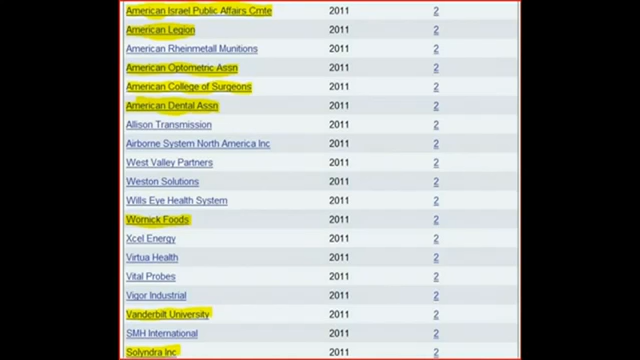 American Israel Public Affairs Cmte 2011 2
American Legion 2011 2
American Rheinmetall Munitions 2011 2
American Optometric Assn 2011 2
American College of Surgeons 2011 2
American Dental Assn 2011 2
Allison Transmission 2011 2
Airborne System North America Inc 2011 2
West Valley Partners 2011 2
Weston Solutions 2011 2
Wills Eye Health System 2011 2
Wornick Foods 2011 2
Xcel Energy 2011 2
Virtua Health 2011 2
Vital Probes 2011 2
Vigor Industrial 2011 2
Vanderbilt University 2011 2
SMH International 2011 2
Solyndra Inc 2011 2